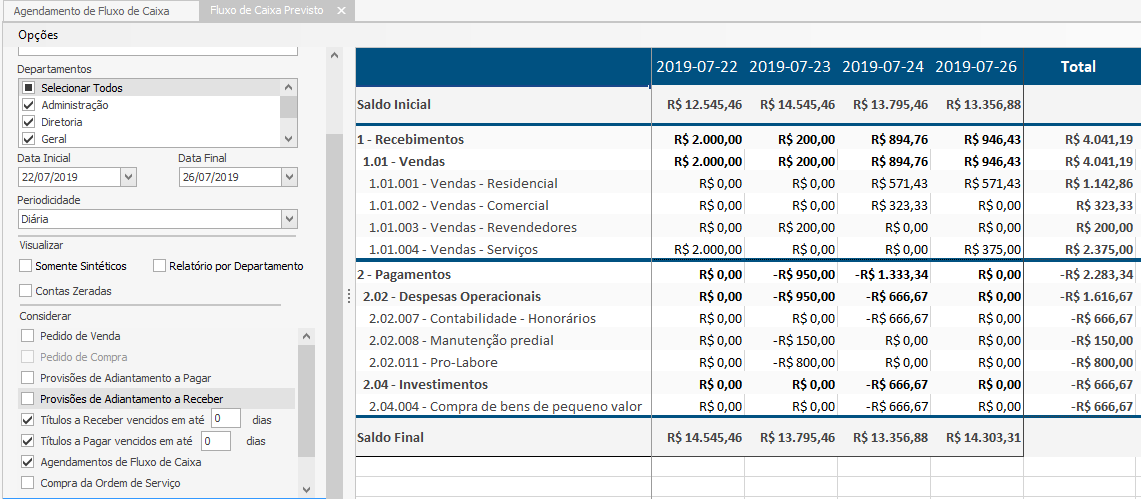 Agendamento de Fluxo de Caixa Fluxo de Caixa Previsto ✕
Opções
Departamentos
Selecionar Todos
Administração
Diretoria
Geral
Data Inicial Data Final
22/07/2019 26/07/2019
Periodicidade
Diária
Visualizar
Somente Sintéticos Relatório por Departamento
Contas Zeradas
Considerar
Pedido de Venda
Pedido de Compra
Provisões de Adiantamento a Pagar
Provisões de Adiantamento a Receber
Títulos a Receber vencidos em até 0 dias
Títulos a Pagar vencidos em até 0 dias
Agendamentos de Fluxo de Caixa
Compra da Ordem de Serviço
2019-07-22 2019-07-23 2019-07-24 2019-07-26 Total
Saldo Inicial R$ 12.545,46 R$ 14.545,46 R$ 13.795,46 R$ 13.356,88
1 - Recebimentos R$ 2.000,00 R$ 200,00 R$ 894,76 R$ 946,43 R$ 4.041,19
1.01 - Vendas R$ 2.000,00 R$ 200,00 R$ 894,76 R$ 946,43 R$ 4.041,19
1.01.001 - Vendas - Residencial R$ 0,00 R$ 0,00 R$ 571,43 R$ 571,43 R$ 1.142,86
1.01.002 - Vendas - Comercial R$ 0,00 R$ 0,00 R$ 323,33 R$ 0,00 R$ 323,33
1.01.003 - Vendas - Revendedores R$ 0,00 R$ 200,00 R$ 0,00 R$ 0,00 R$ 200,00
1.01.004 - Vendas - Serviços R$ 2.000,00 R$ 0,00 R$ 0,00 R$ 375,00 R$ 2.375,00
2 - Pagamentos R$ 0,00 -R$ 950,00 -R$ 1.333,34 R$ 0,00 -R$ 2.283,34
2.02 - Despesas Operacionais R$ 0,00 -R$ 950,00 -R$ 666,67 R$ 0,00 -R$ 1.616,67
2.02.007 - Contabilidade - Honorários R$ 0,00 R$ 0,00 -R$ 666,67 R$ 0,00 -R$ 666,67
2.02.008 - Manutenção predial R$ 0,00 -R$ 150,00 R$ 0,00 R$ 0,00 -R$ 150,00
2.02.011 - Pro-Labore R$ 0,00 -R$ 800,00 R$ 0,00 R$ 0,00 -R$ 800,00
2.04 - Investimentos R$ 0,00 R$ 0,00 -R$ 666,67 R$ 0,00 -R$ 666,67
2.04.004 - Compra de bens de pequeno valor R$ 0,00 R$ 0,00 -R$ 666,67 R$ 0,00 -R$ 666,67
Saldo Final R$ 14.545,46 R$ 13.795,46 R$ 13.356,88 R$ 14.303,31